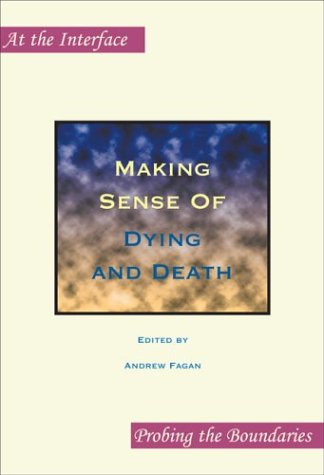 At the Interface
Making
Sense Of
Dying
and Death
Edited by
Andrew Fagan
Probing the Boundaries